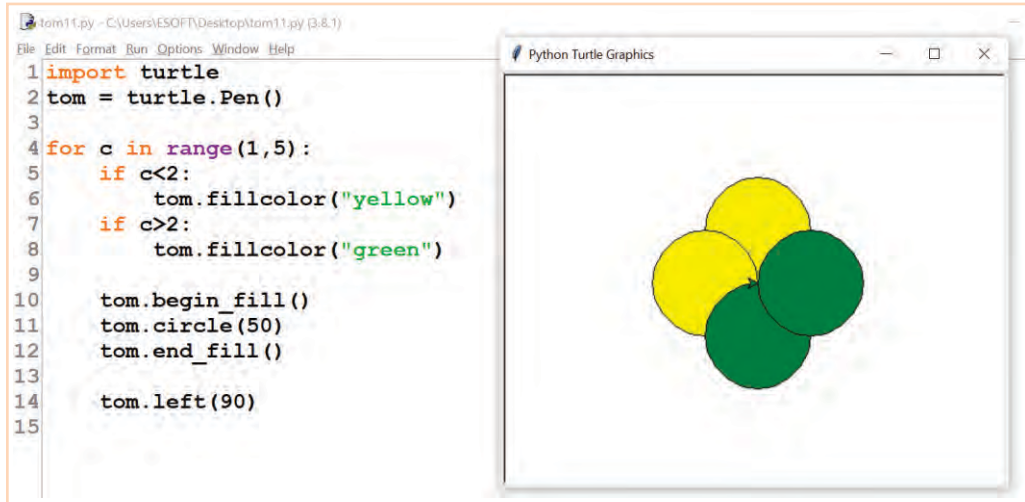 tom11.py - C:\Users\ESOFT\Desktop\tom11.py (3.8.1)
File Edit Format Run Options Window Help
1 import turtle
2 tom = turtle.Pen()
3
4 for c in range(1,5):
5     if c<2:
6         tom.fillcolor("yellow")
7     if c>2:
8         tom.fillcolor("green")
9
10     tom.begin_fill()
11     tom.circle(50)
12     tom.end_fill()
13
14     tom.left(90)
15
Python Turtle Graphics